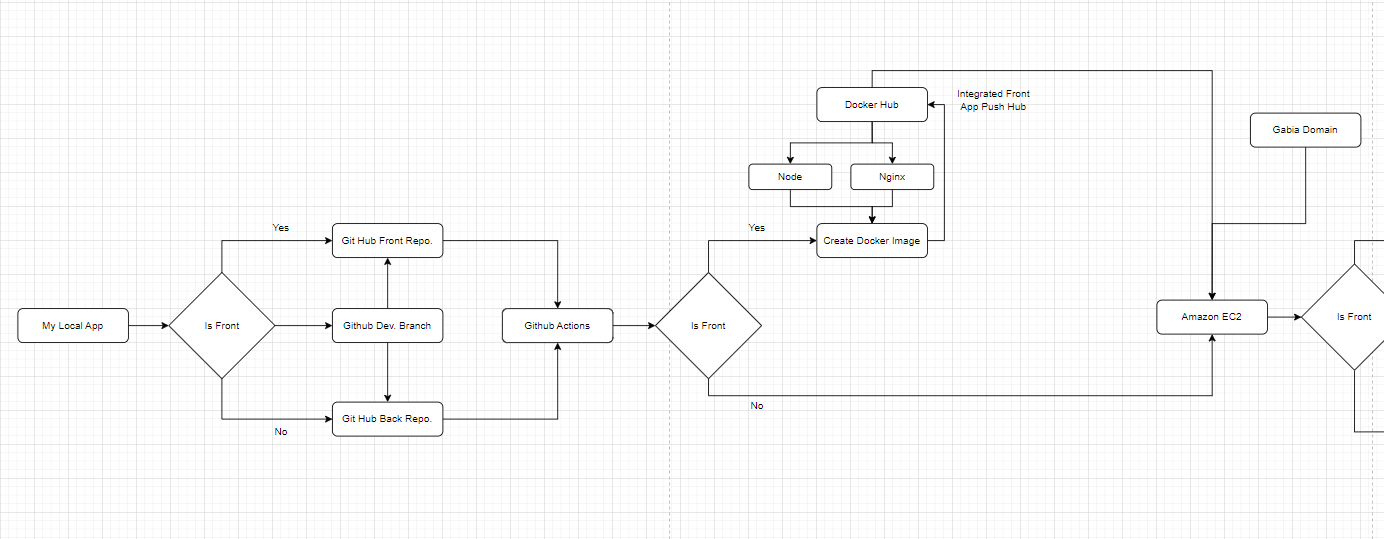 Docker Hub
Integrated Front
App Push Hub
Gabia Domain
Node
Nginx
Yes
Git Hub Front Repo.
Yes
Create Docker Image
My Local App
Is Front
Github Dev. Branch
Github Actions
Is Front
Amazon EC2
Is Front
No
Git Hub Back Repo.
No